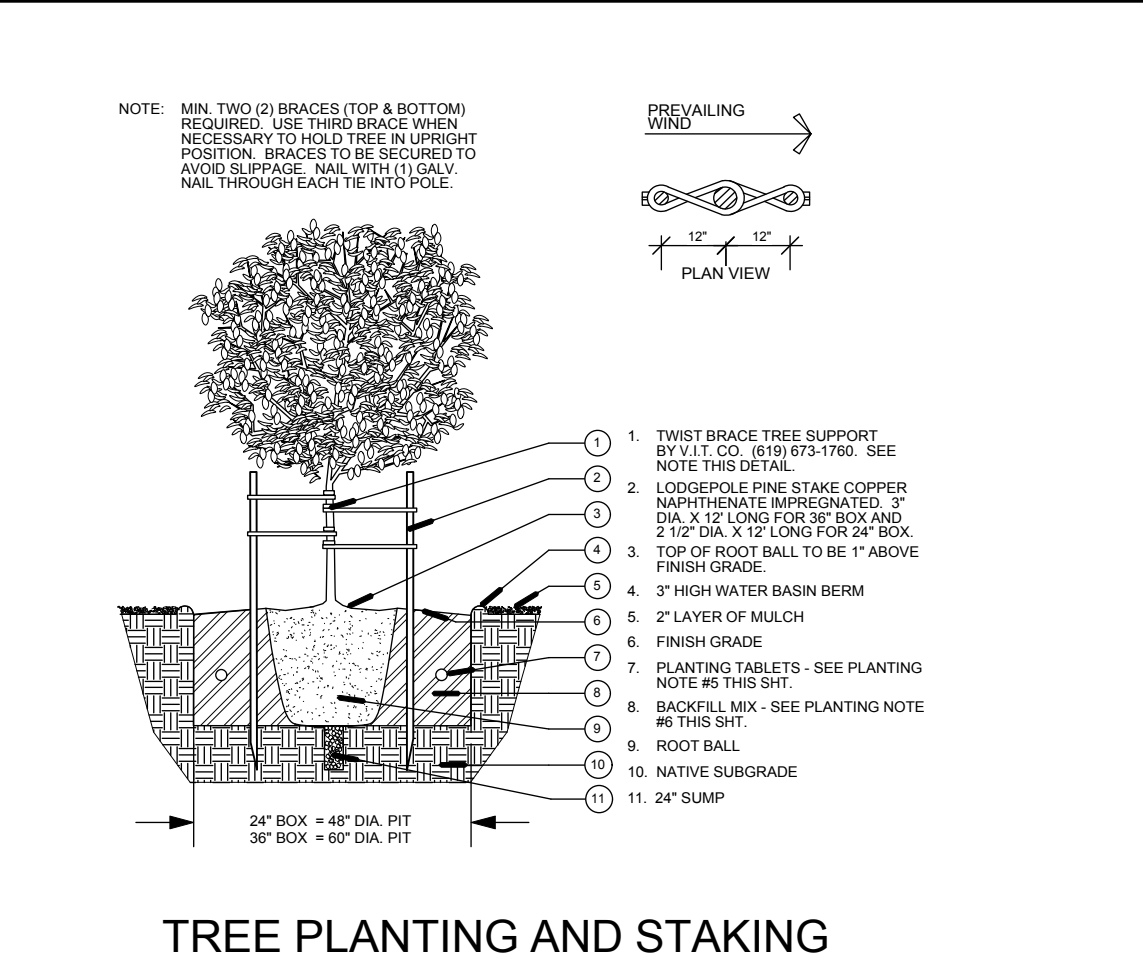 NOTE: MIN. TWO (2) BRACES (TOP & BOTTOM)
REQUIRED. USE THIRD BRACE WHEN
NECESSARY TO HOLD TREE IN UPRIGHT
POSITION. BRACES TO BE SECURED TO
AVOID SLIPPAGE. NAIL WITH (1) GALV.
NAIL THROUGH EACH TIE INTO POLE.
PREVAILING
WIND
12" 12"
PLAN VIEW
1
2
3
4
5
6
7
8
9
10
11
1. TWIST BRACE TREE SUPPORT
BY V.I.T. CO. (619) 673-1760. SEE
NOTE THIS DETAIL.
2. LODGEPOLE PINE STAKE COPPER
NAPHTHENATE IMPREGNATED. 3"
DIA. X 12' LONG FOR 36" BOX AND
2 1/2" DIA. X 12' LONG FOR 24" BOX.
3. TOP OF ROOT BALL TO BE 1" ABOVE
FINISH GRADE.
4. 3" HIGH WATER BASIN BERM
5. 2" LAYER OF MULCH
6. FINISH GRADE
7. PLANTING TABLETS - SEE PLANTING
NOTE #5 THIS SHT.
8. BACKFILL MIX - SEE PLANTING NOTE
#6 THIS SHT.
9. ROOT BALL
10. NATIVE SUBGRADE
11. 24" SUMP
24" BOX = 48" DIA. PIT
36" BOX = 60" DIA. PIT
TREE PLANTING AND STAKING